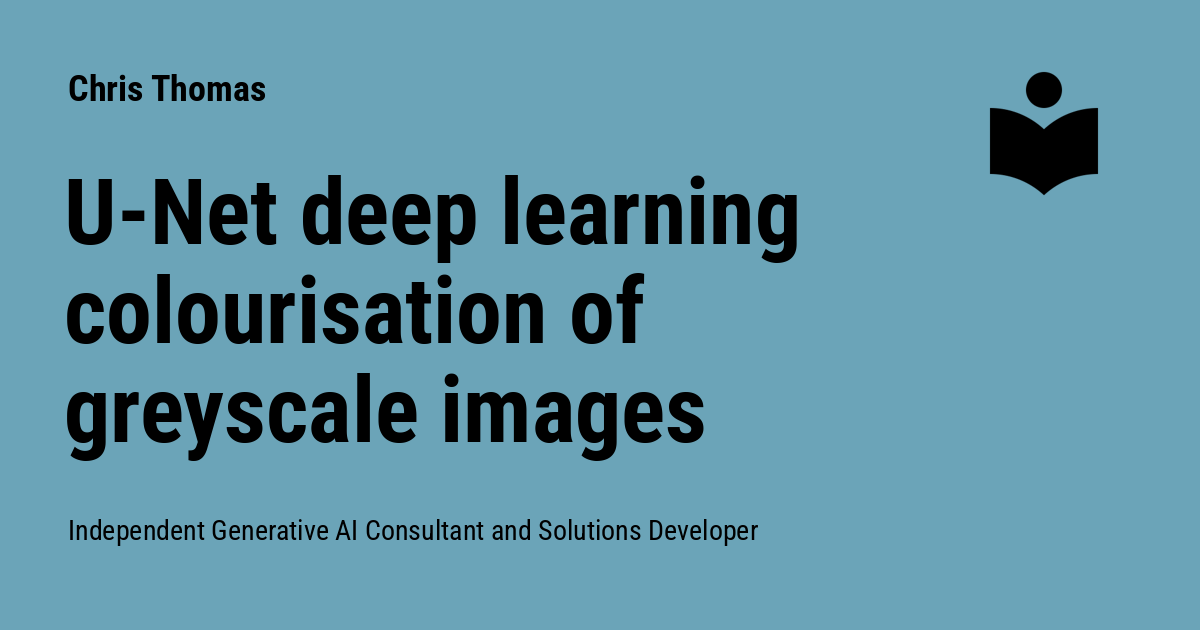 Chris Thomas
U-Net deep learning
colourisation of
greyscale images
Independent Generative AI Consultant and Solutions Developer